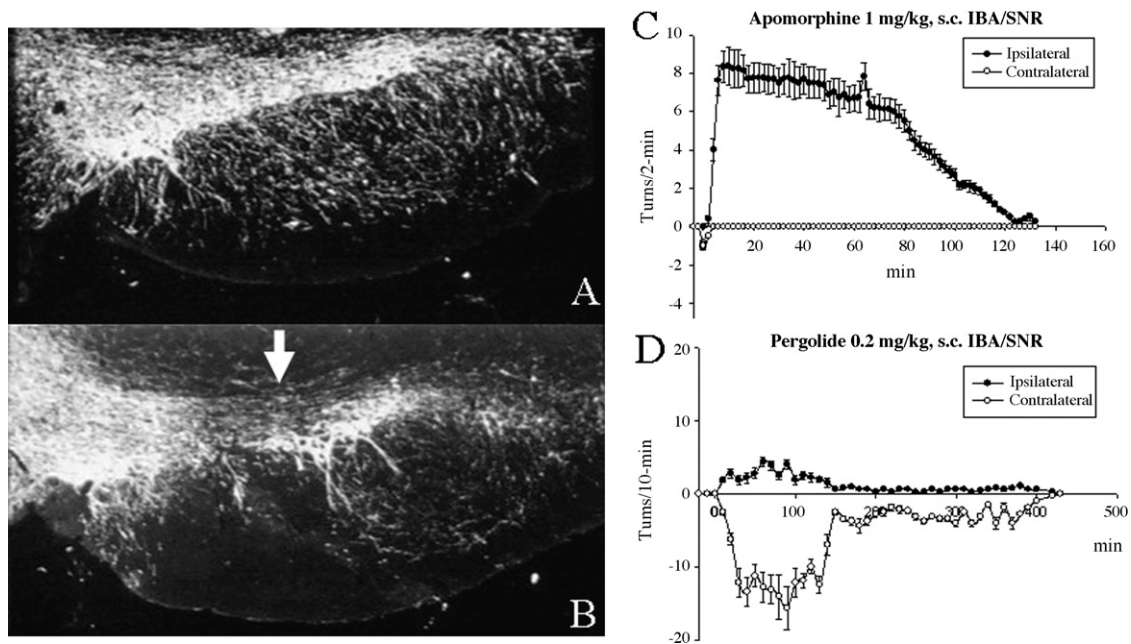 A
B
C
Apomorphine 1 mg/kg, s.c. IBA/SNR
Ipsilateral
Contralateral
Turns/2-min
10
8
6
4
2
0
-2
-4
20 40 60 80 100 120 140 160
min
D
Pergolide 0.2 mg/kg, s.c. IBA/SNR
Ipsilateral
Contralateral
Turns/10-min
20
10
0
-10
-20
00 100 200 300 400 500
min